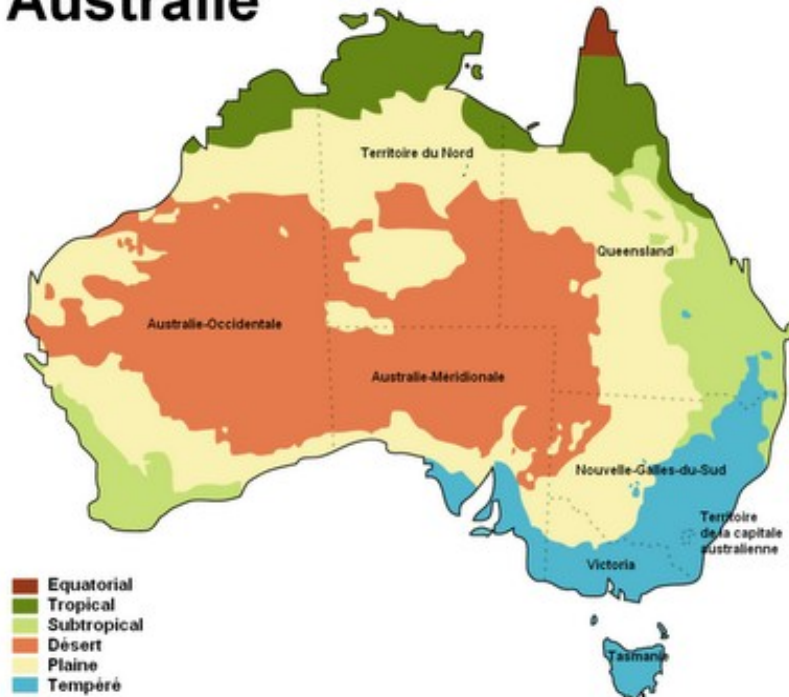 Australie
Territoire du Nord
Queensland
Australie-Occidentale
Australie-Méridionale
Nouvelle-Galles-du-Sud
Territoire
de la capitale
australienne
Victoria
Tasmanie
Equatorial
Tropical
Subtropical
Désert
Plaine
Tempéré